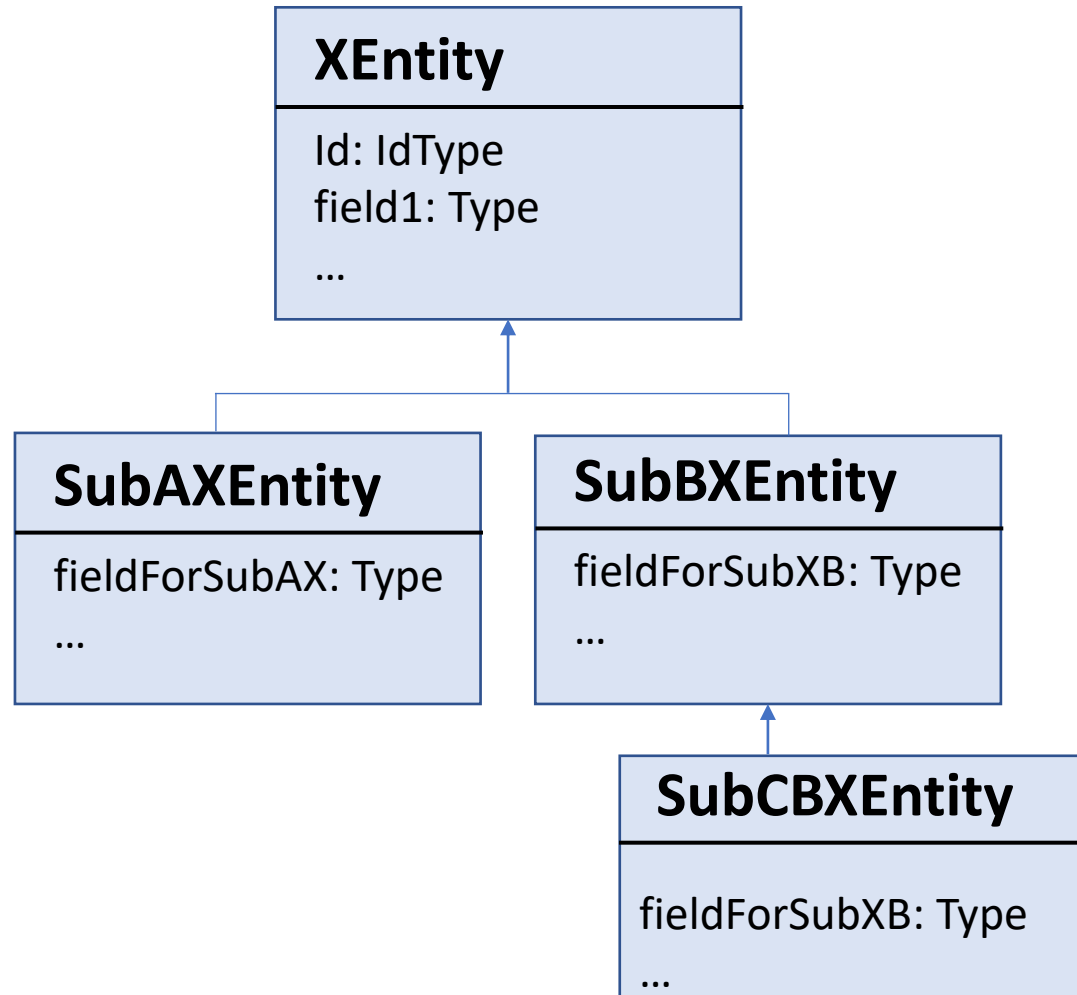 XEntity
Id: IdType
field1: Type
...
SubAXEntity
fieldForSubAX: Type
...
SubBXEntity
fieldForSubXB: Type
...
SubCBXEntity
fieldForSubXB: Type
...